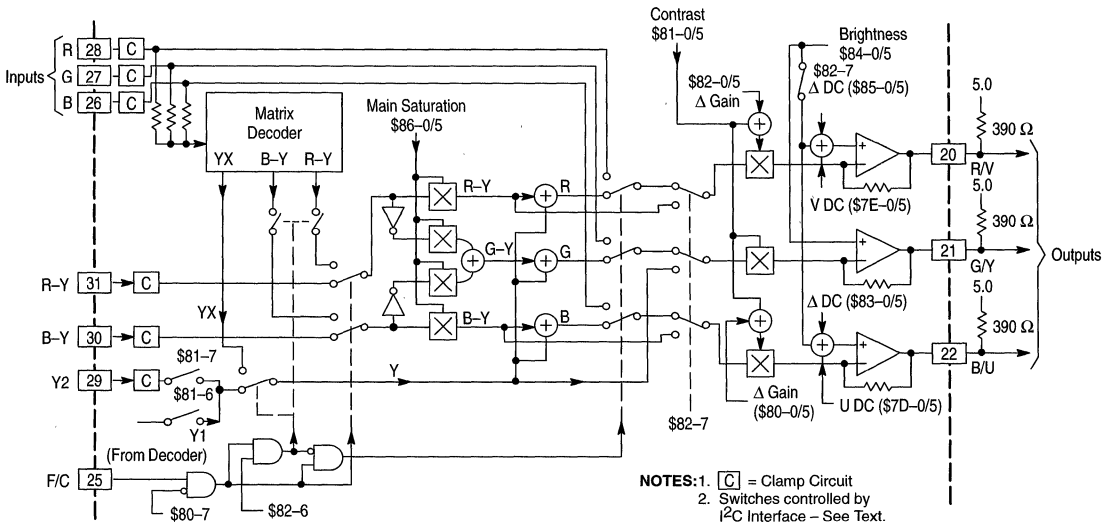 Contrast
$81–0/5
Brightness
$84–0/5
$82–7
Δ DC ($85–0/5)
R 28 C
Inputs
G 27 C
B 26 C
$82–0/5
Δ Gain
5.0
390 Ω
Main Saturation
$86–0/5
Matrix
Decoder
YX B–Y R–Y
20
R/V
R–Y
R
V DC ($7E–0/5)
5.0
390 Ω
G–Y
G
21
G/Y
Outputs
R–Y 31 C
Δ DC ($83–0/5)
5.0
390 Ω
YX
B–Y
B
B–Y 30 C
22
B/U
$81–7
Y2 29 C
$81–6
Y
Δ Gain
($80–0/5)
U DC ($7D–0/5)
$82–7
Y1
(From Decoder)
F/C 25
$80–7
$82–6
NOTES: 1. C = Clamp Circuit
2. Switches controlled by
I2C Interface – See Text.